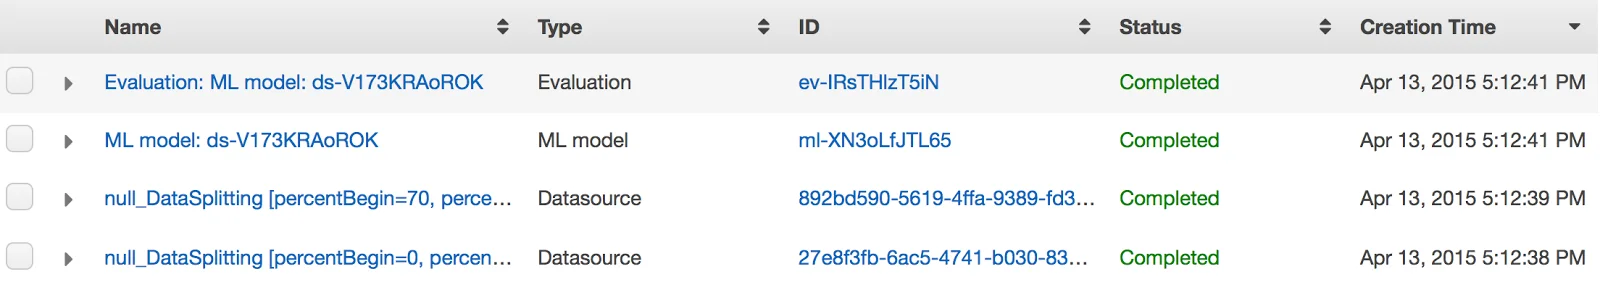 Name Type ID Status Creation Time
Evaluation: ML model: ds-V173KRAoROK Evaluation ev-IRsTHlzT5iN Completed Apr 13, 2015 5:12:41 PM
ML model: ds-V173KRAoROK ML model ml-XN3oLfJTL65 Completed Apr 13, 2015 5:12:41 PM
null_DataSplitting [percentBegin=70, perce... Datasource 892bd590-5619-4ffa-9389-fd3... Completed Apr 13, 2015 5:12:39 PM
null_DataSplitting [percentBegin=0, percen... Datasource 27e8f3fb-6ac5-4741-b030-83... Completed Apr 13, 2015 5:12:38 PM